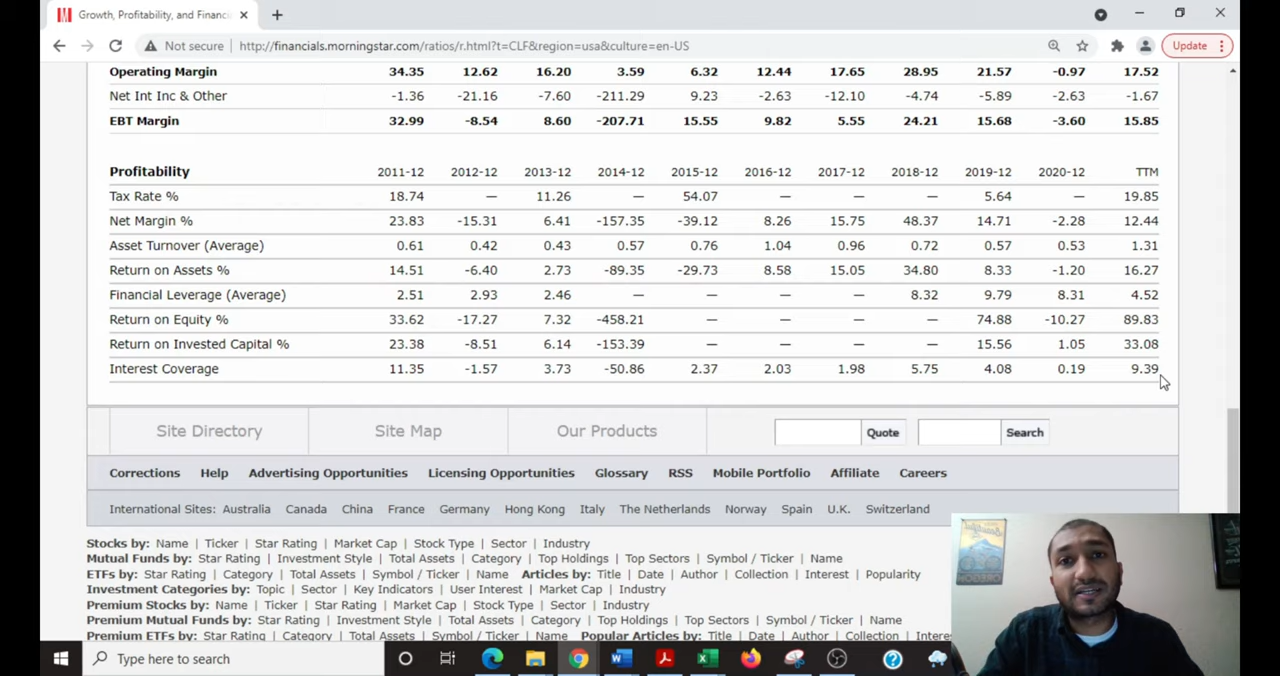 Growth, Profitability, and Financi
Not secure | http://financials.morningstar.com/ratios/r.html?t=CLF&region=usa&culture=en-US
Update
Operating Margin 34.35 12.62 16.20 3.59 6.32 12.44 17.65 28.95 21.57 -0.97 17.52
Net Int Inc & Other -1.36 -21.16 -7.60 -211.29 9.23 -2.63 -12.10 -4.74 -5.89 -2.63 -1.67
EBT Margin 32.99 -8.54 8.60 -207.71 15.55 9.82 5.55 24.21 15.68 -3.60 15.85
Profitability 2011-12 2012-12 2013-12 2014-12 2015-12 2016-12 2017-12 2018-12 2019-12 2020-12 TTM
Tax Rate % 18.74 — 11.26 — 54.07 — — — 5.64 — 19.85
Net Margin % 23.83 -15.31 6.41 -157.35 -39.12 8.26 15.75 48.37 14.71 -2.28 12.44
Asset Turnover (Average) 0.61 0.42 0.43 0.57 0.76 1.04 0.96 0.72 0.57 0.53 1.31
Return on Assets % 14.51 -6.40 2.73 -89.35 -29.73 8.58 15.05 34.80 8.33 -1.20 16.27
Financial Leverage (Average) 2.51 2.93 2.46 — — — — 8.32 9.79 8.31 4.52
Return on Equity % 33.62 -17.27 7.32 -458.21 — — — — 74.88 -10.27 89.83
Return on Invested Capital % 23.38 -8.51 6.14 -153.39 — — — — 15.56 1.05 33.08
Interest Coverage 11.35 -1.57 3.73 -50.86 2.37 2.03 1.98 5.75 4.08 0.19 9.39
Site Directory Site Map Our Products Quote Search
Corrections Help Advertising Opportunities Licensing Opportunities Glossary RSS Mobile Portfolio Affiliate Careers
International Sites: Australia Canada China France Germany Hong Kong Italy The Netherlands Norway Spain U.K. Switzerland
Stocks by: Name | Ticker | Star Rating | Market Cap | Stock Type | Sector | Industry
Mutual Funds by: Star Rating | Investment Style | Total Assets | Category | Top Holdings | Top Sectors | Symbol / Ticker | Name
ETFs by: Star Rating | Category | Total Assets | Symbol / Ticker | Name Articles by: Title | Date | Author | Collection | Interest | Popularity
Investment Categories by: Topic | Sector | Key Indicators | User Interest | Market Cap | Industry
Premium Stocks by: Name | Ticker | Star Rating | Market Cap | Stock Type | Sector | Industry
Premium Mutual Funds by: Star Rating | Investment Style | Total Assets | Category | Top Holdings | Top Sectors | Symbol / Ticker | Name
Premium ETFs by: Star Rating | Category | Total Assets | Symbol / Ticker | Name Popular Articles by: Title | Date | Author | Collection | Inte
OREGON
Type here to search